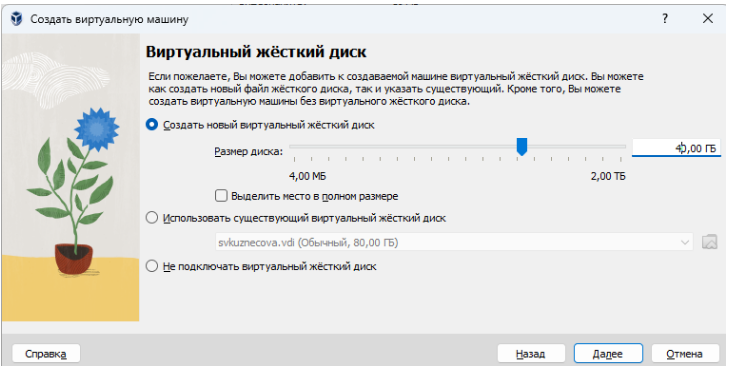 Создать виртуальную машину
Виртуальный жёсткий диск
Если пожелаете, Вы можете добавить к создаваемой машине виртуальный жёсткий диск. Вы можете
как создать новый файл жёсткого диска, так и указать существующий. Кроме того, Вы можете
создать виртуальную машины без виртуального жёсткого диска.
Создать новый виртуальный жёсткий диск
Размер диска:
40,00 ГБ
4,00 МБ
2,00 ТБ
Выделить место в полном размере
Использовать существующий виртуальный жёсткий диск
svkuznecova.vdi (Обычный, 80,00 ГБ)
Не подключать виртуальный жёсткий диск
Справка
Назад
Далее
Отмена